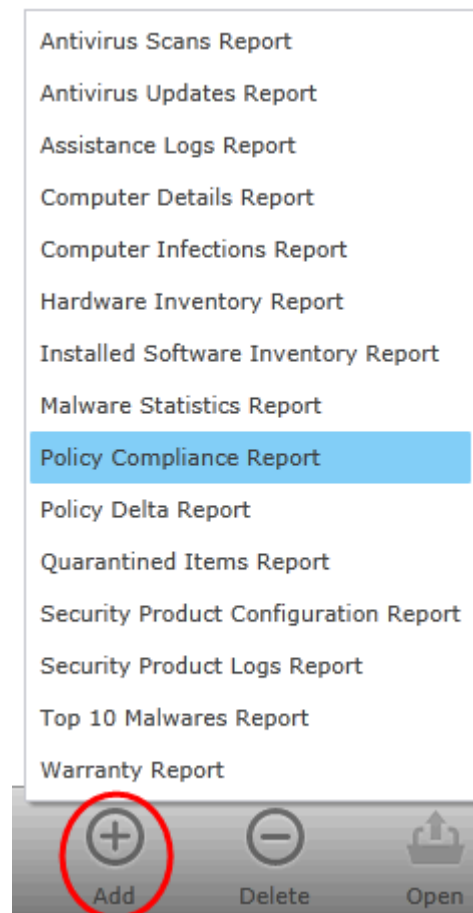 Antivirus Scans Report
Antivirus Updates Report
Assistance Logs Report
Computer Details Report
Computer Infections Report
Hardware Inventory Report
Installed Software Inventory Report
Malware Statistics Report
Policy Compliance Report
Policy Delta Report
Quarantined Items Report
Security Product Configuration Report
Security Product Logs Report
Top 10 Malwares Report
Warranty Report
Add Delete Open